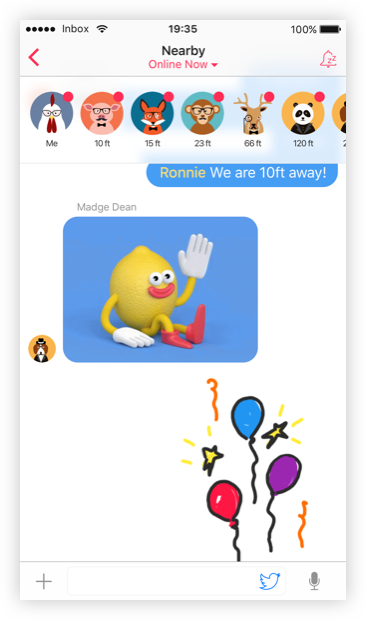 Inbox 19:35 100%
Nearby
Online Now
zz
Me 10 ft 15 ft 23 ft 66 ft 120 ft
Ronnie We are 10ft away!
Madge Dean